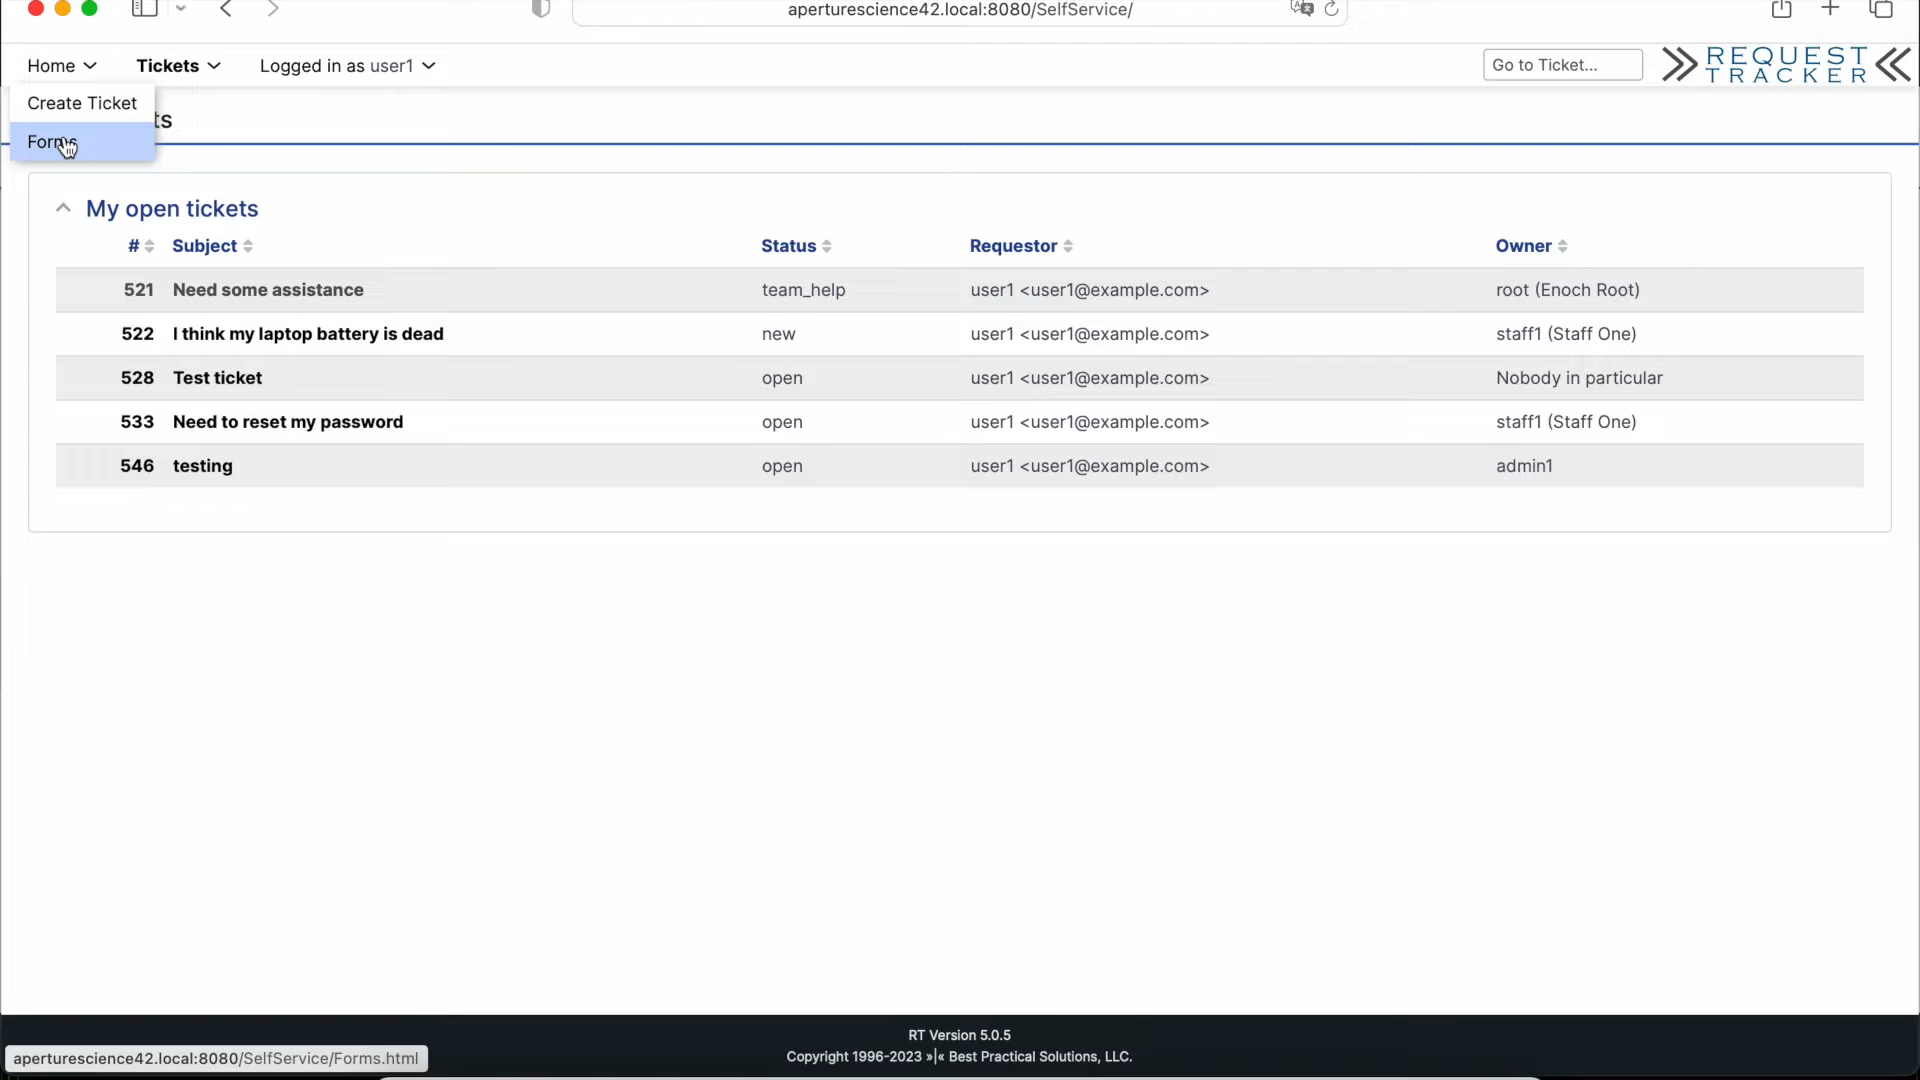 aperturescience42.local:8080/SelfService/
Home Tickets Logged in as user1 Go to Ticket... REQUEST TRACKER
Create Ticket
ts
Forms
My open tickets
# Subject Status Requestor Owner
521 Need some assistance team_help user1 <user1@example.com> root (Enoch Root)
522 I think my laptop battery is dead new user1 <user1@example.com> staff1 (Staff One)
528 Test ticket open user1 <user1@example.com> Nobody in particular
533 Need to reset my password open user1 <user1@example.com> staff1 (Staff One)
546 testing open user1 <user1@example.com> admin1
RT Version 5.0.5
Copyright 1996-2023 »|« Best Practical Solutions, LLC.
aperturescience42.local:8080/SelfService/Forms.html